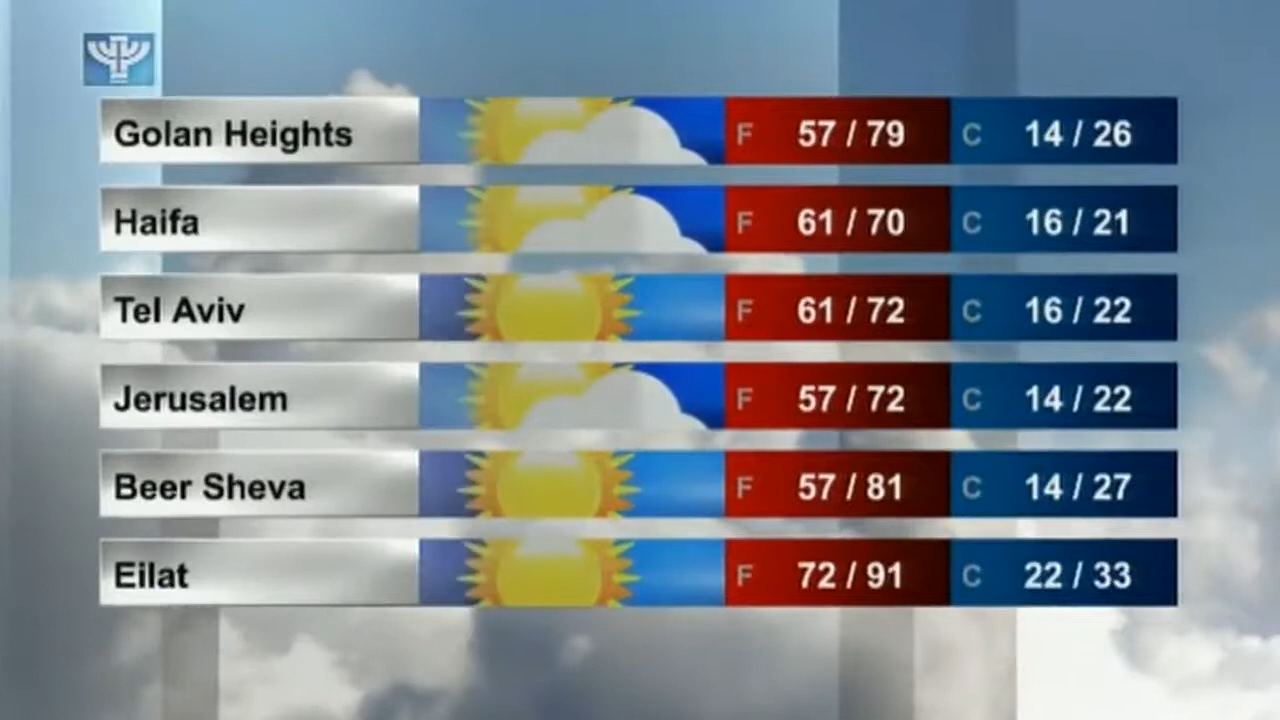 Golan Heights F 57 / 79 C 14 / 26
Haifa F 61 / 70 C 16 / 21
Tel Aviv F 61 / 72 C 16 / 22
Jerusalem F 57 / 72 C 14 / 22
Beer Sheva F 57 / 81 C 14 / 27
Eilat F 72 / 91 C 22 / 33